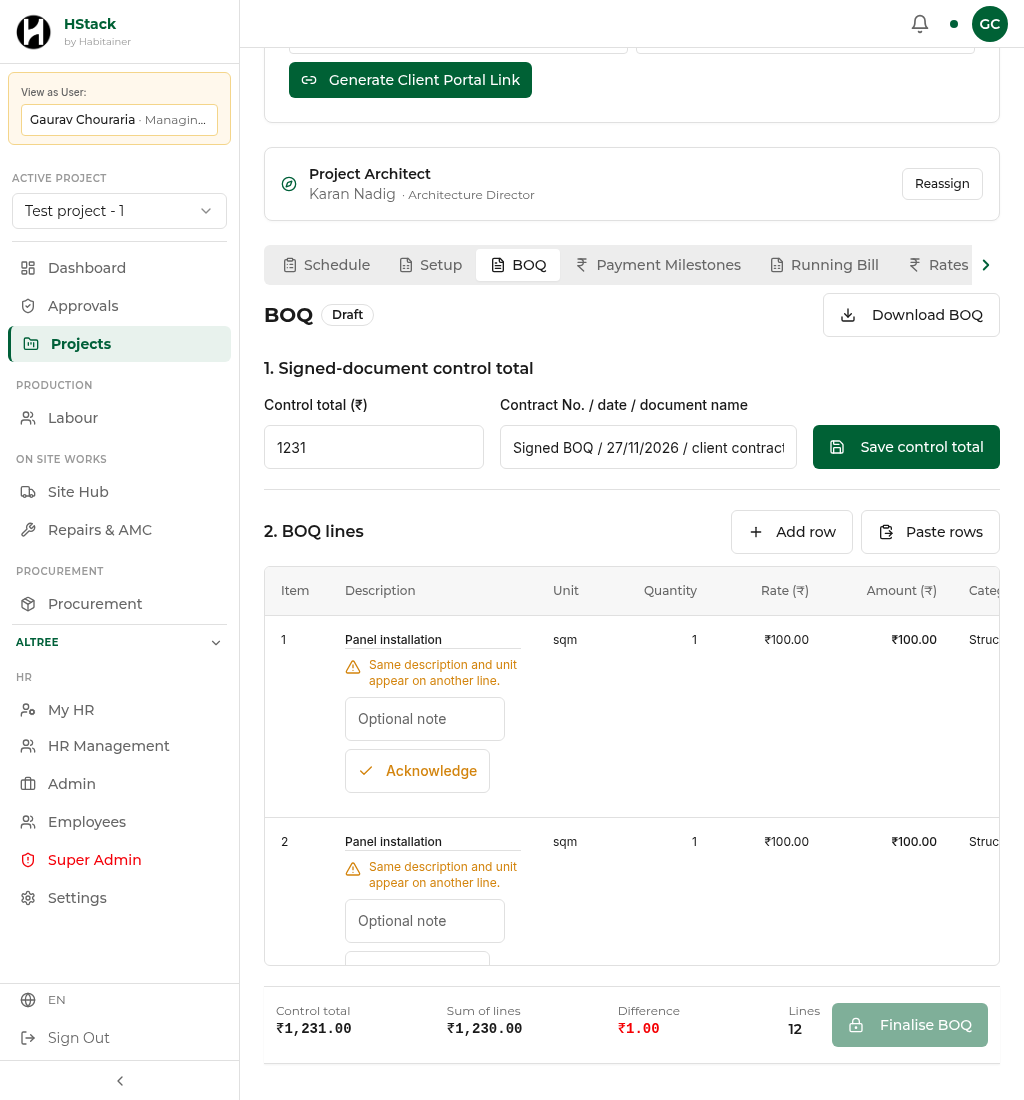 HStack
by Habitainer
GC
View as User:
Gaurav Chouraria · Managin...
Generate Client Portal Link
ACTIVE PROJECT
Test project - 1
Project Architect
Karan Nadig · Architecture Director
Reassign
Dashboard
Approvals
Projects
PRODUCTION
Labour
ON SITE WORKS
Site Hub
Repairs & AMC
PROCUREMENT
Procurement
ALTREE
HR
My HR
HR Management
Admin
Employees
Super Admin
Settings
EN
Sign Out
Schedule
Setup
BOQ
Payment Milestones
Running Bill
Rates
BOQ
Draft
Download BOQ
1. Signed-document control total
Control total (₹)
Contract No. / date / document name
1231
Signed BOQ / 27/11/2026 / client contract
Save control total
2. BOQ lines
Add row
Paste rows
Item Description Unit Quantity Rate (₹) Amount (₹) Categ
1 Panel installation sqm 1 ₹100.00 ₹100.00 Struc
Same description and unit
appear on another line.
Optional note
Acknowledge
2 Panel installation sqm 1 ₹100.00 ₹100.00 Struc
Same description and unit
appear on another line.
Optional note
Control total Sum of lines Difference Lines
₹1,231.00 ₹1,230.00 ₹1.00 12
Finalise BOQ